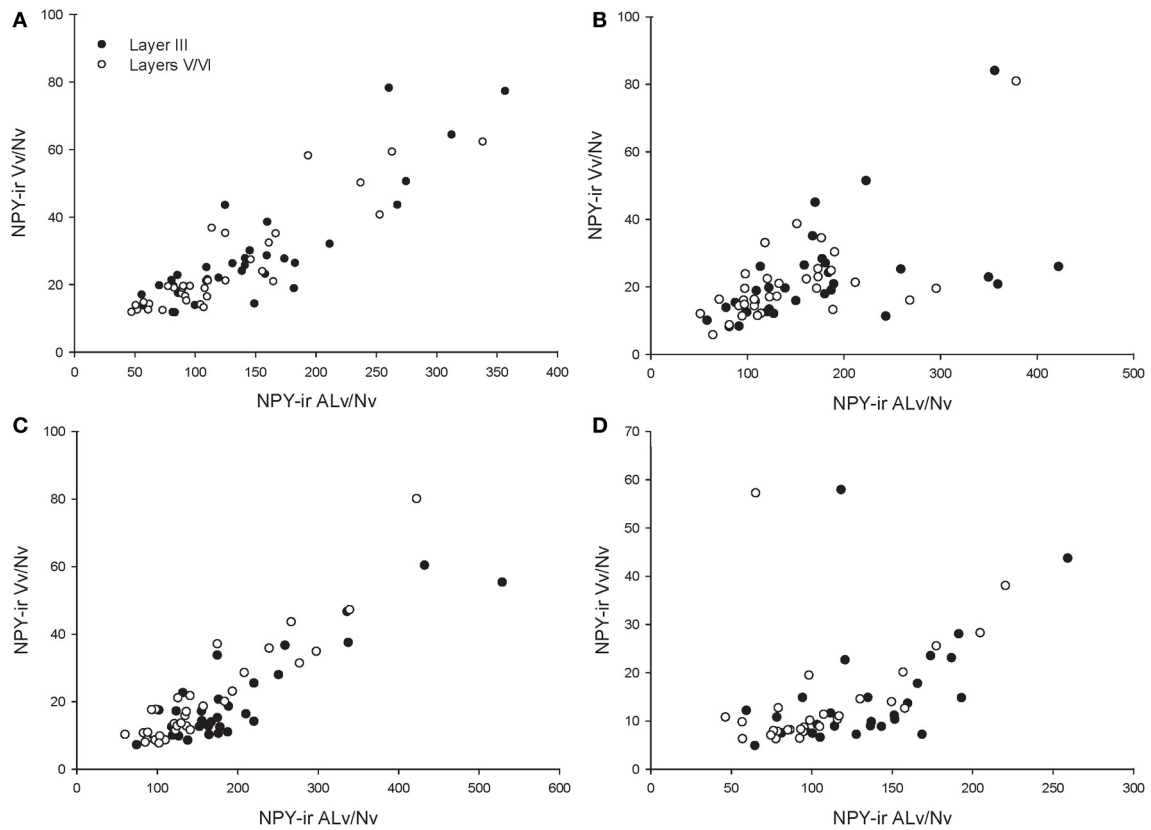 A
100
80
60
40
20
0
NPY-ir Vv/Nv
Layer III
Layers V/VI
0 50 100 150 200 250 300 350 400
NPY-ir ALv/Nv
B
100
80
60
40
20
0
NPY-ir Vv/Nv
0 100 200 300 400 500
NPY-ir ALv/Nv
C
100
80
60
40
20
0
NPY-ir Vv/Nv
0 100 200 300 400 500 600
NPY-ir ALv/Nv
D
70
60
50
40
30
20
10
0
NPY-ir Vv/Nv
0 50 100 150 200 250 300
NPY-ir ALv/Nv